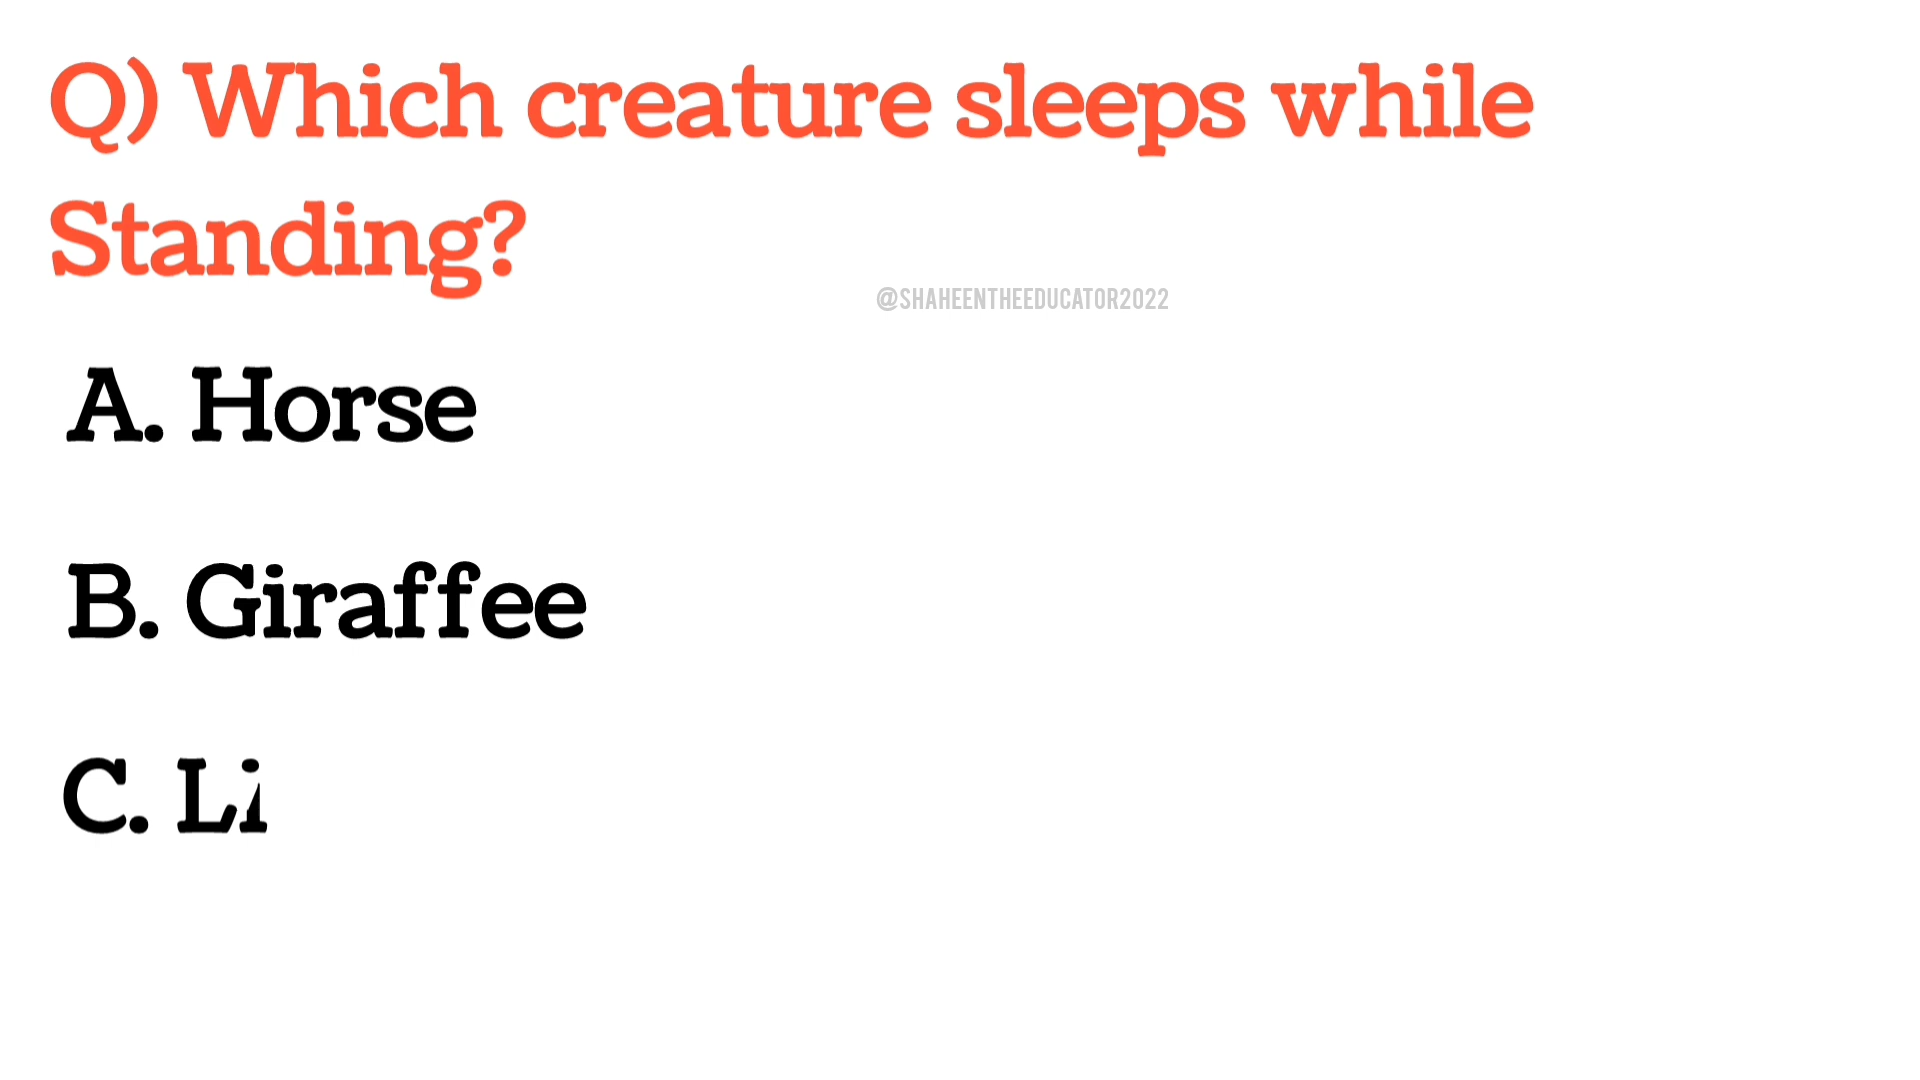 Q) Which creature sleeps while
Standing?
@SHAHEENTHEEDUCATOR2022
A. Horse
B. Giraffee
C. Li